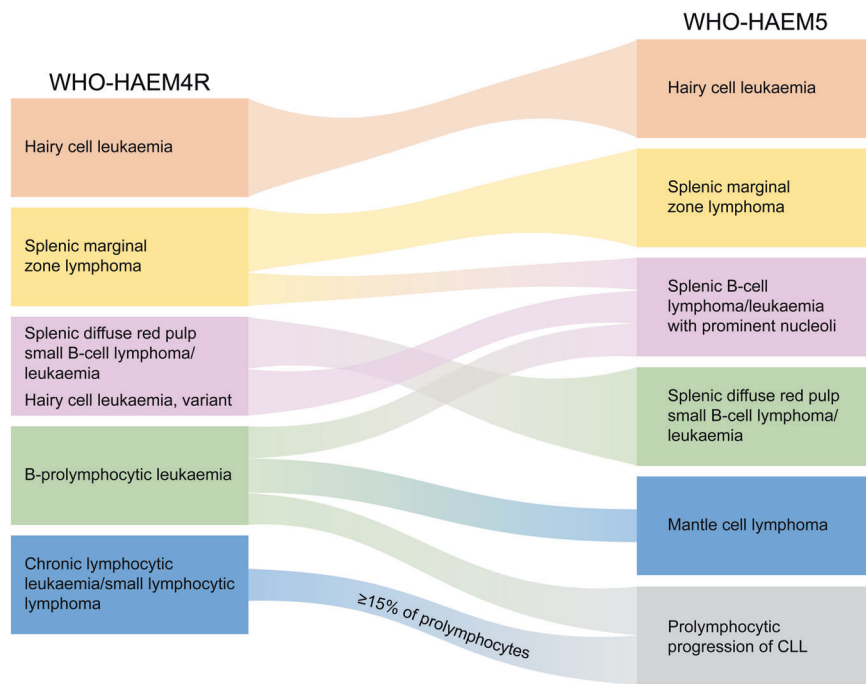 WHO-HAEM4R
Hairy cell leukaemia
Splenic marginal
zone lymphoma
Splenic diffuse red pulp
small B-cell lymphoma/
leukaemia
Hairy cell leukaemia, variant
B-prolymphocytic leukaemia
Chronic lymphocytic
leukaemia/small lymphocytic
lymphoma
≥15% of prolymphocytes
WHO-HAEM5
Hairy cell leukaemia
Splenic marginal
zone lymphoma
Splenic B-cell
lymphoma/leukaemia
with prominent nucleoli
Splenic diffuse red pulp
small B-cell lymphoma/
leukaemia
Mantle cell lymphoma
Prolymphocytic
progression of CLL